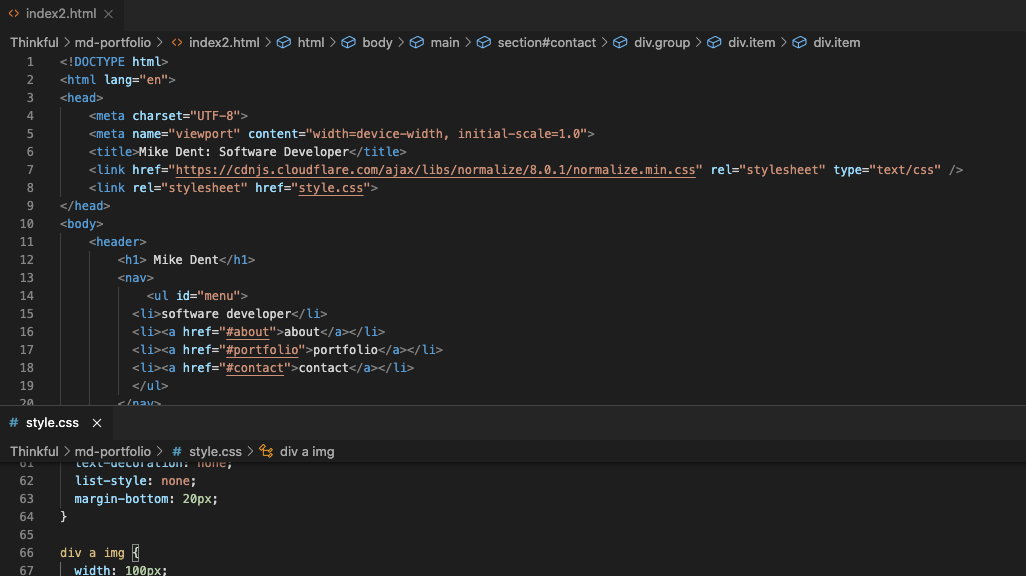 index2.html
Thinkful > md-portfolio > index2.html > html > body > main > section#contact > div.group > div.item > div.item
1 <!DOCTYPE html>
2 <html lang="en">
3 <head>
4 <meta charset="UTF-8">
5 <meta name="viewport" content="width=device-width, initial-scale=1.0">
6 <title>Mike Dent: Software Developer</title>
7 <link href="https://cdnjs.cloudflare.com/ajax/libs/normalize/8.0.1/normalize.min.css" rel="stylesheet" type="text/css" />
8 <link rel="stylesheet" href="style.css">
9 </head>
10 <body>
11 <header>
12 <h1> Mike Dent</h1>
13 <nav>
14 <ul id="menu">
15 <li>software developer</li>
16 <li><a href="#about">about</a></li>
17 <li><a href="#portfolio">portfolio</a></li>
18 <li><a href="#contact">contact</a></li>
19 </ul>
20 </nav>
# style.css
Thinkful > md-portfolio > # style.css > div a img
61 text-decoration: none;
62 list-style: none;
63 margin-bottom: 20px;
64 }
65
66 div a img {
67 width: 100px;